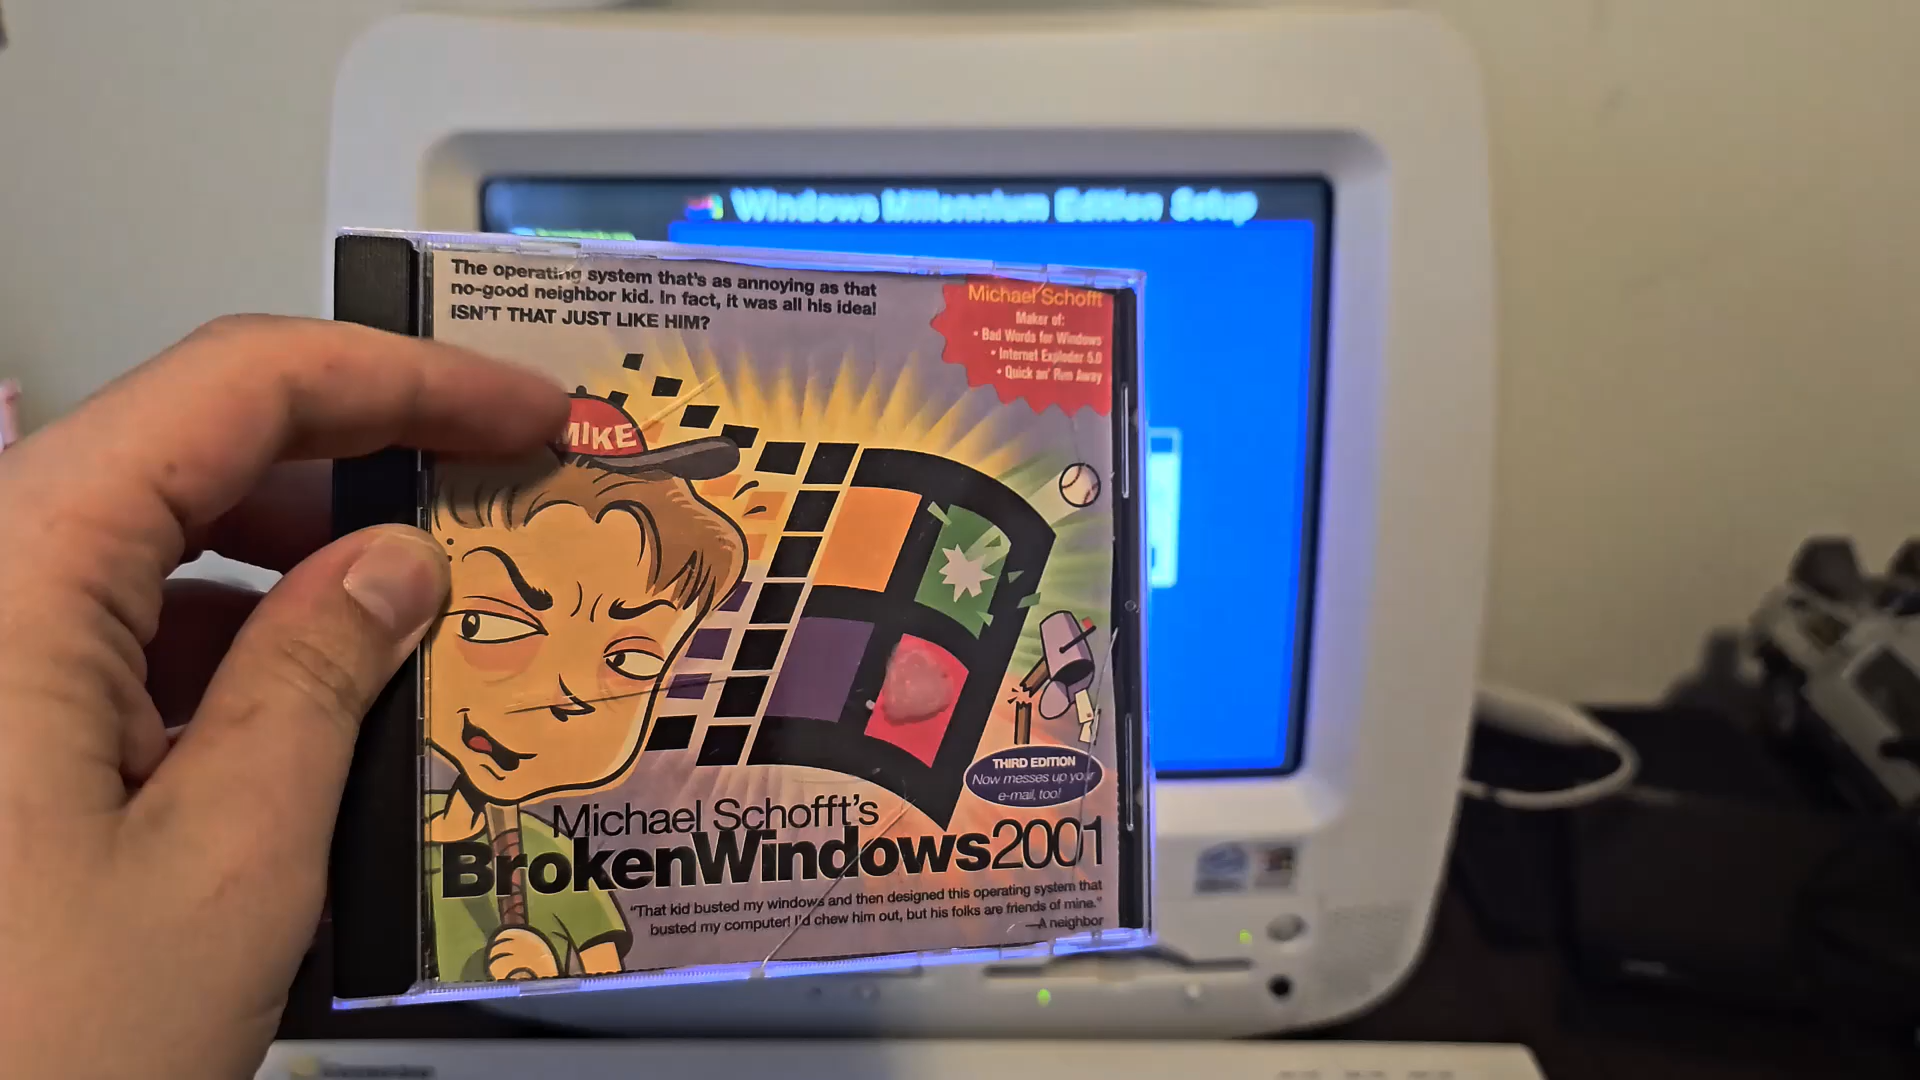 Windows Millennium Edition Setup
The operating system that's as annoying as that
no-good neighbor kid. In fact, it was all his idea!
ISN'T THAT JUST LIKE HIM?
Michael Schofft
Maker of:
• Bad Words for Windows
• Internet Exploder 5.0
• Quick an' Run Away
MIKE
THIRD EDITION
Now messes up your
e-mail, too!
Michael Schofft's
BrokenWindows2001
"That kid busted my windows and then designed this operating system that
busted my computer! I'd chew him out, but his folks are friends of mine."
—A neighbor